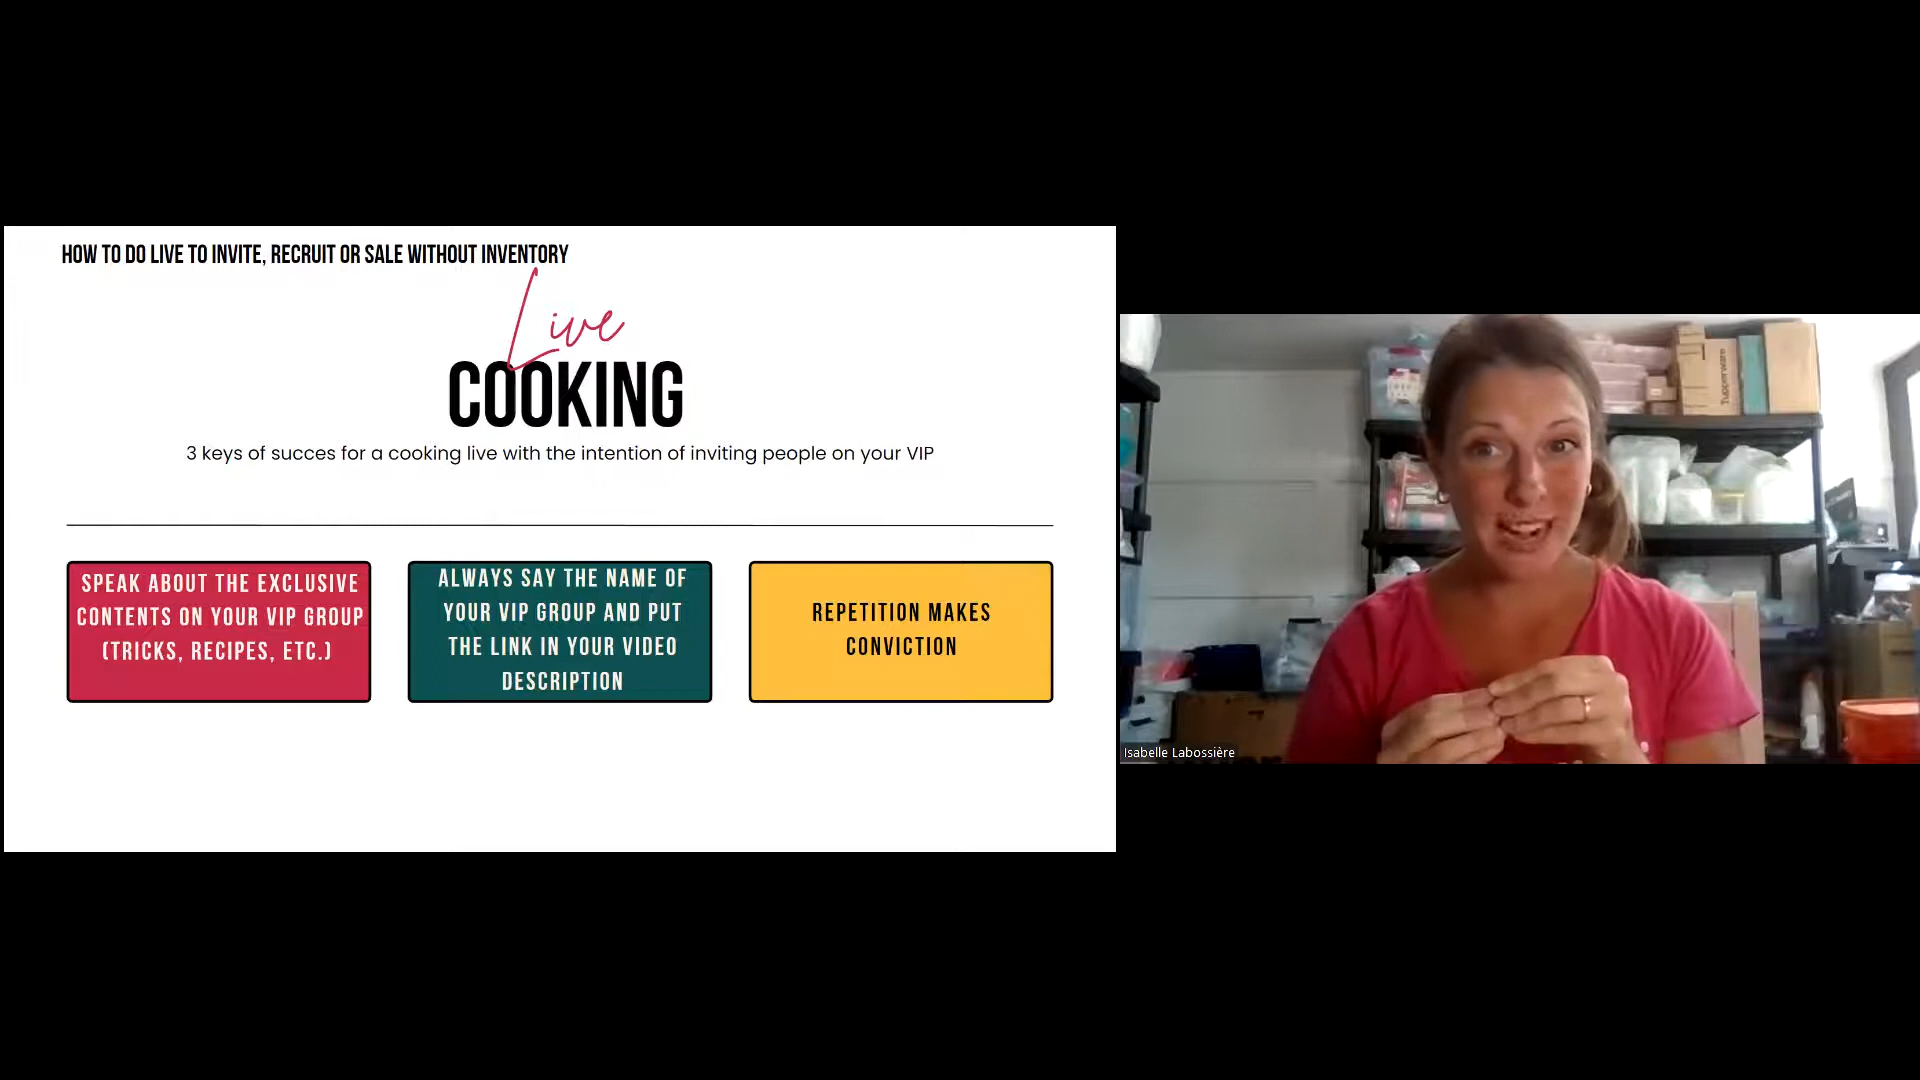 HOW TO DO LIVE TO INVITE, RECRUIT OR SALE WITHOUT INVENTORY
Live
COOKING
3 keys of succes for a cooking live with the intention of inviting people on your VIP
SPEAK ABOUT THE EXCLUSIVE
CONTENTS ON YOUR VIP GROUP
(TRICKS, RECIPES, ETC.)
ALWAYS SAY THE NAME OF
YOUR VIP GROUP AND PUT
THE LINK IN YOUR VIDEO
DESCRIPTION
REPETITION MAKES
CONVICTION
Tupperware
Isabelle Labossière